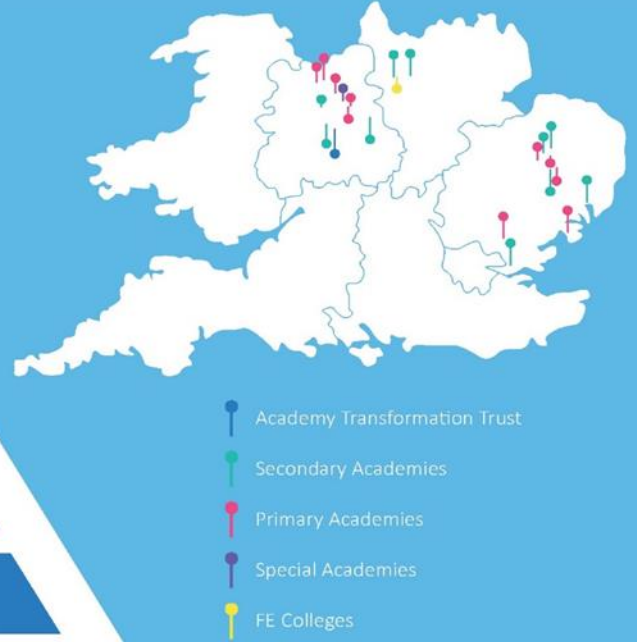 Academy Transformation Trust
Secondary Academies
Primary Academies
Special Academies
FE Colleges